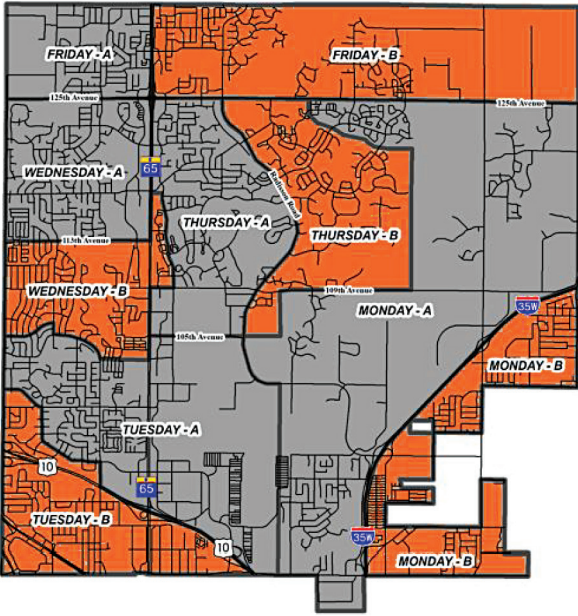 FRIDAY - A
FRIDAY - B
125th Avenue
125th Avenue
WEDNESDAY - A
65
Radisson Road
THURSDAY - A
THURSDAY - B
113th Avenue
WEDNESDAY - B
109th Avenue
MONDAY - A
35W
105th Avenue
MONDAY - B
TUESDAY - A
10
65
TUESDAY - B
10
35W
MONDAY - B